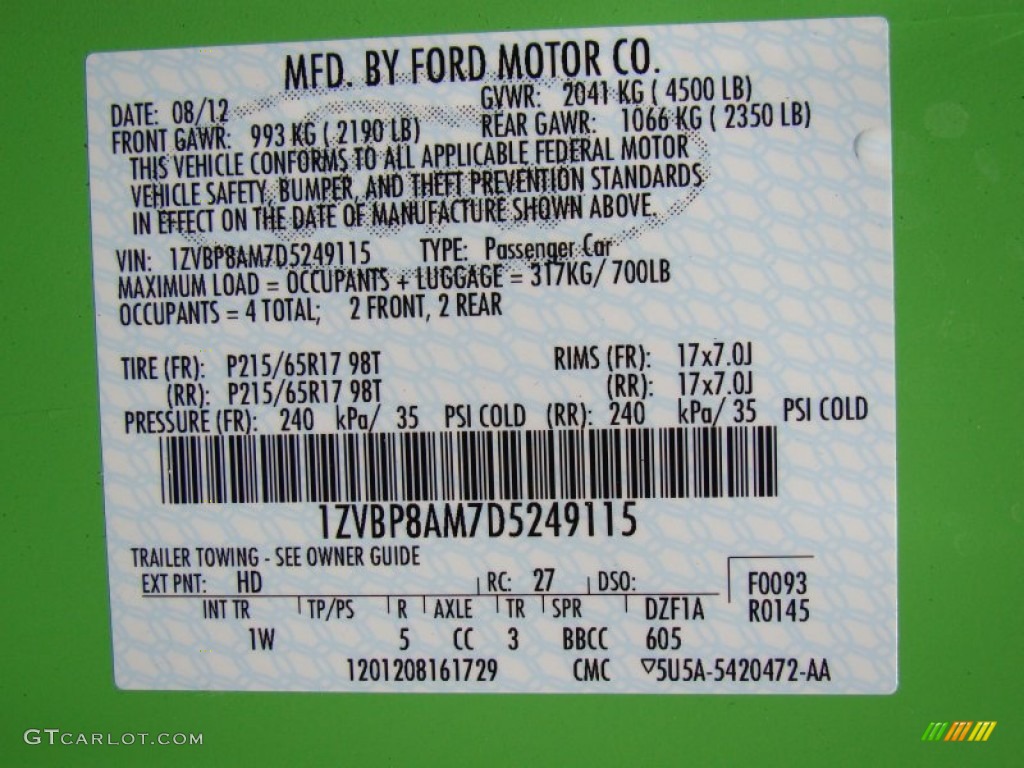 MFD. BY FORD MOTOR CO.
DATE: 08/12 GVWR: 2041 KG ( 4500 LB)
FRONT GAWR: 993 KG ( 2190 LB) REAR GAWR: 1066 KG ( 2350 LB)
THIS VEHICLE CONFORMS TO ALL APPLICABLE FEDERAL MOTOR
VEHICLE SAFETY, BUMPER, AND THEFT PREVENTION STANDARDS
IN EFFECT ON THE DATE OF MANUFACTURE SHOWN ABOVE.
VIN: 1ZVBP8AM7D5249115 TYPE: Passenger Car
MAXIMUM LOAD = OCCUPANTS + LUGGAGE = 317KG/ 700LB
OCCUPANTS = 4 TOTAL; 2 FRONT, 2 REAR
TIRE (FR): P215/65R17 98T RIMS (FR): 17x7.0J
(RR): P215/65R17 98T (RR): 17x7.0J
PRESSURE (FR): 240 kPa/ 35 PSI COLD (RR): 240 kPa/ 35 PSI COLD
1ZVBP8AM7D5249115
TRAILER TOWING - SEE OWNER GUIDE
EXT PNT: HD RC: 27 DSO: F0093
INT TR TP/PS R AXLE TR SPR DZF1A R0145
1W 5 CC 3 BBCC 605
1201208161729 CMC ▽5U5A-5420472-AA
GTCARLOT.COM